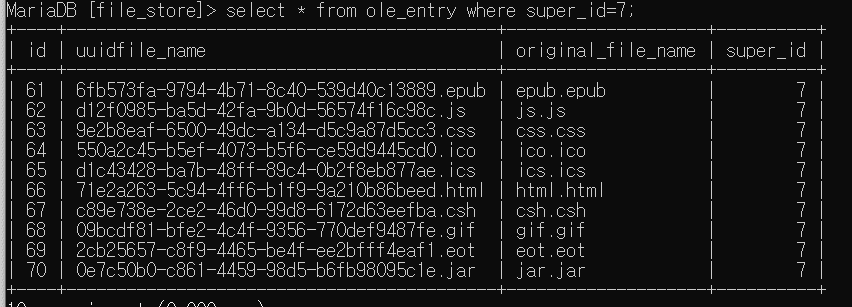 MariaDB [file_store]> select * from ole_entry where super_id=7;
+----+-------------------------------------------+--------------------+----------+
| id | uuidfile_name | original_file_name | super_id |
+----+-------------------------------------------+--------------------+----------+
| 61 | 6fb573fa-9794-4b71-8c40-539d40c13889.epub | epub.epub | 7 |
| 62 | d12f0985-ba5d-42fa-9b0d-56574f16c98c.js | js.js | 7 |
| 63 | 9e2b8eaf-6500-49dc-a134-d5c9a87d5cc3.css | css.css | 7 |
| 64 | 550a2c45-b5ef-4073-b5f6-ce59d9445cd0.ico | ico.ico | 7 |
| 65 | d1c43428-ba7b-48ff-89c4-0b2f8eb877ae.ics | ics.ics | 7 |
| 66 | 71e2a263-5c94-4ff6-b1f9-9a210b86beed.html | html.html | 7 |
| 67 | c89e738e-2ce2-46d0-99d8-6172d63eefba.csh | csh.csh | 7 |
| 68 | 09bcdf81-bfe2-4c4f-9356-770def9487fe.gif | gif.gif | 7 |
| 69 | 2cb25657-c8f9-4465-be4f-ee2bfff4eaf1.eot | eot.eot | 7 |
| 70 | 0e7c50b0-c861-4459-98d5-b6fb98095c1e.jar | jar.jar | 7 |
+----+-------------------------------------------+--------------------+----------+